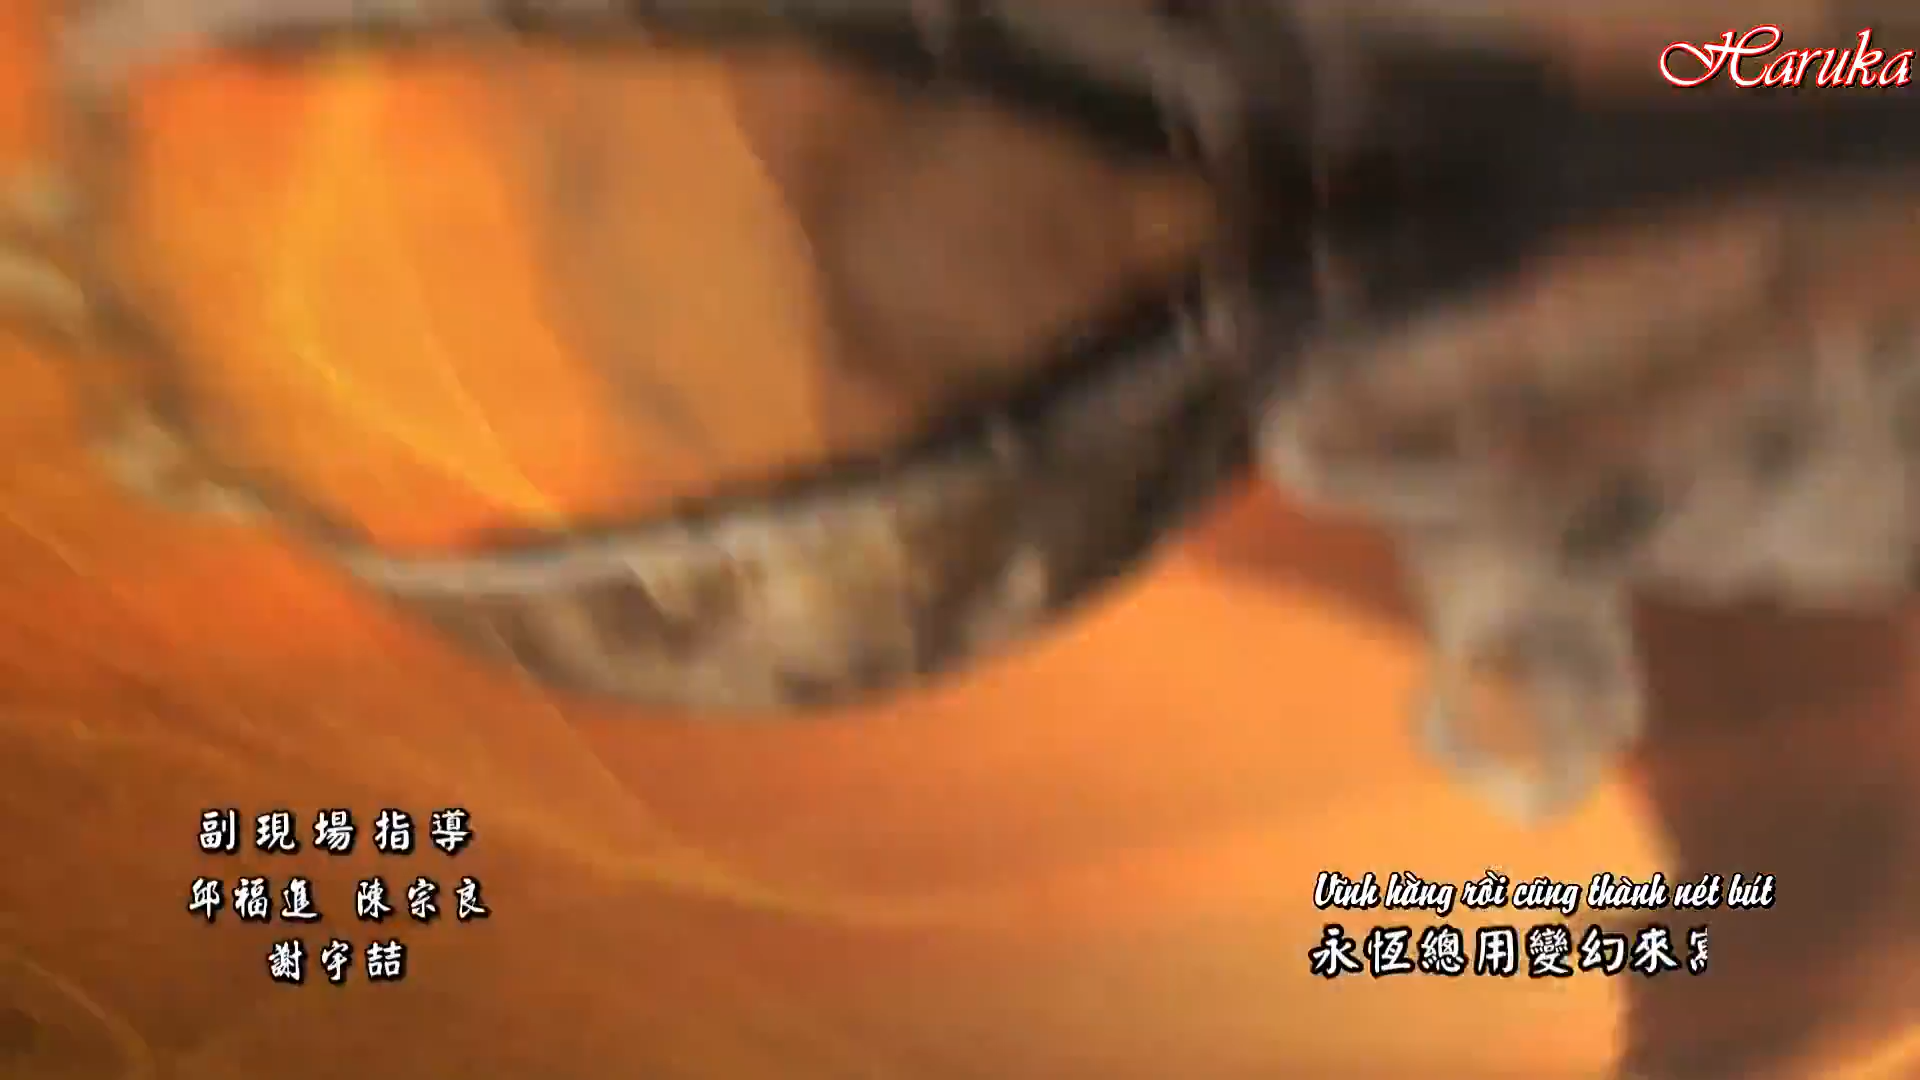 Haruka
副現場指導
邱福進 陳宗良
謝宇喆
Vĩnh hằng rồi cũng thành nét bút
永恆總用變幻來